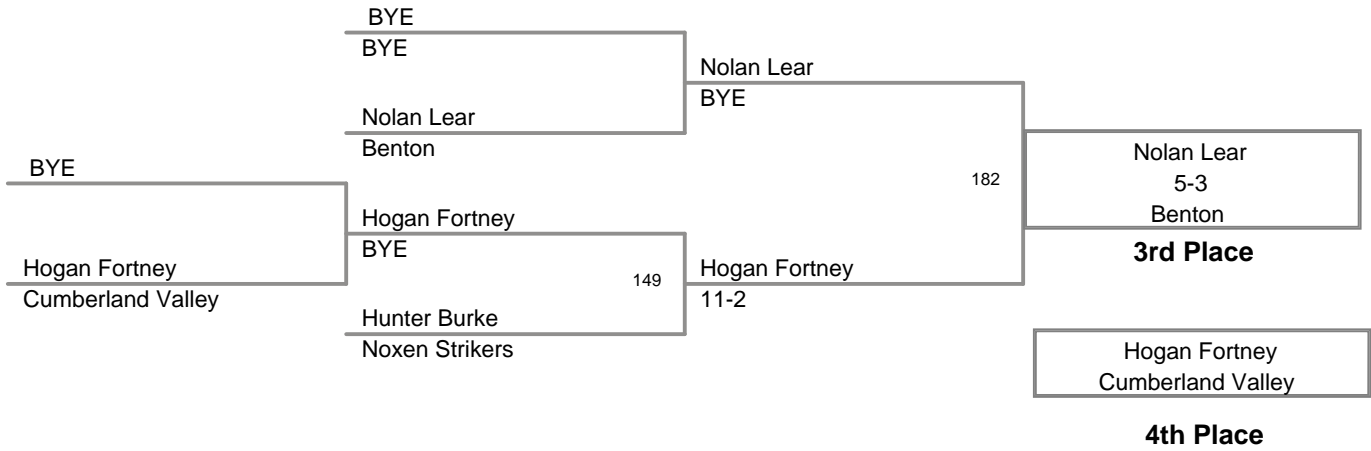 BYE
BYE
Nolan Lear
BYE
Nolan Lear
Benton
BYE
Hogan Fortney
Cumberland Valley
Hogan Fortney
BYE
149
Hunter Burke
Noxen Strikers
Hogan Fortney
11-2
182
Nolan Lear
5-3
Benton
3rd Place
Hogan Fortney
Cumberland Valley
4th Place